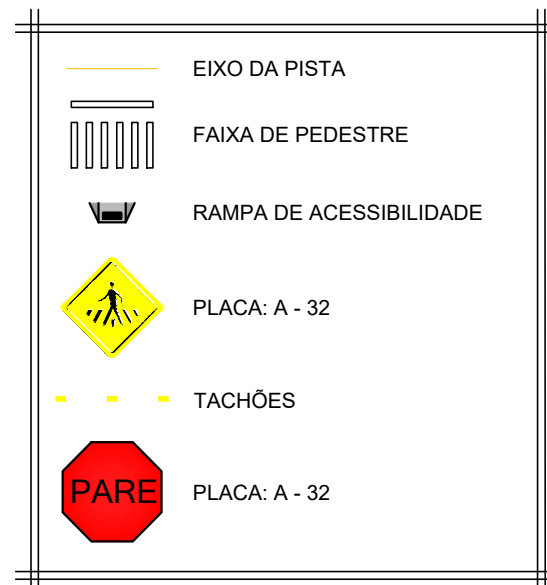 EIXO DA PISTA
FAIXA DE PEDESTRE
RAMPA DE ACESSIBILIDADE
PLACA: A - 32
TACHÕES
PARE
PLACA: A - 32